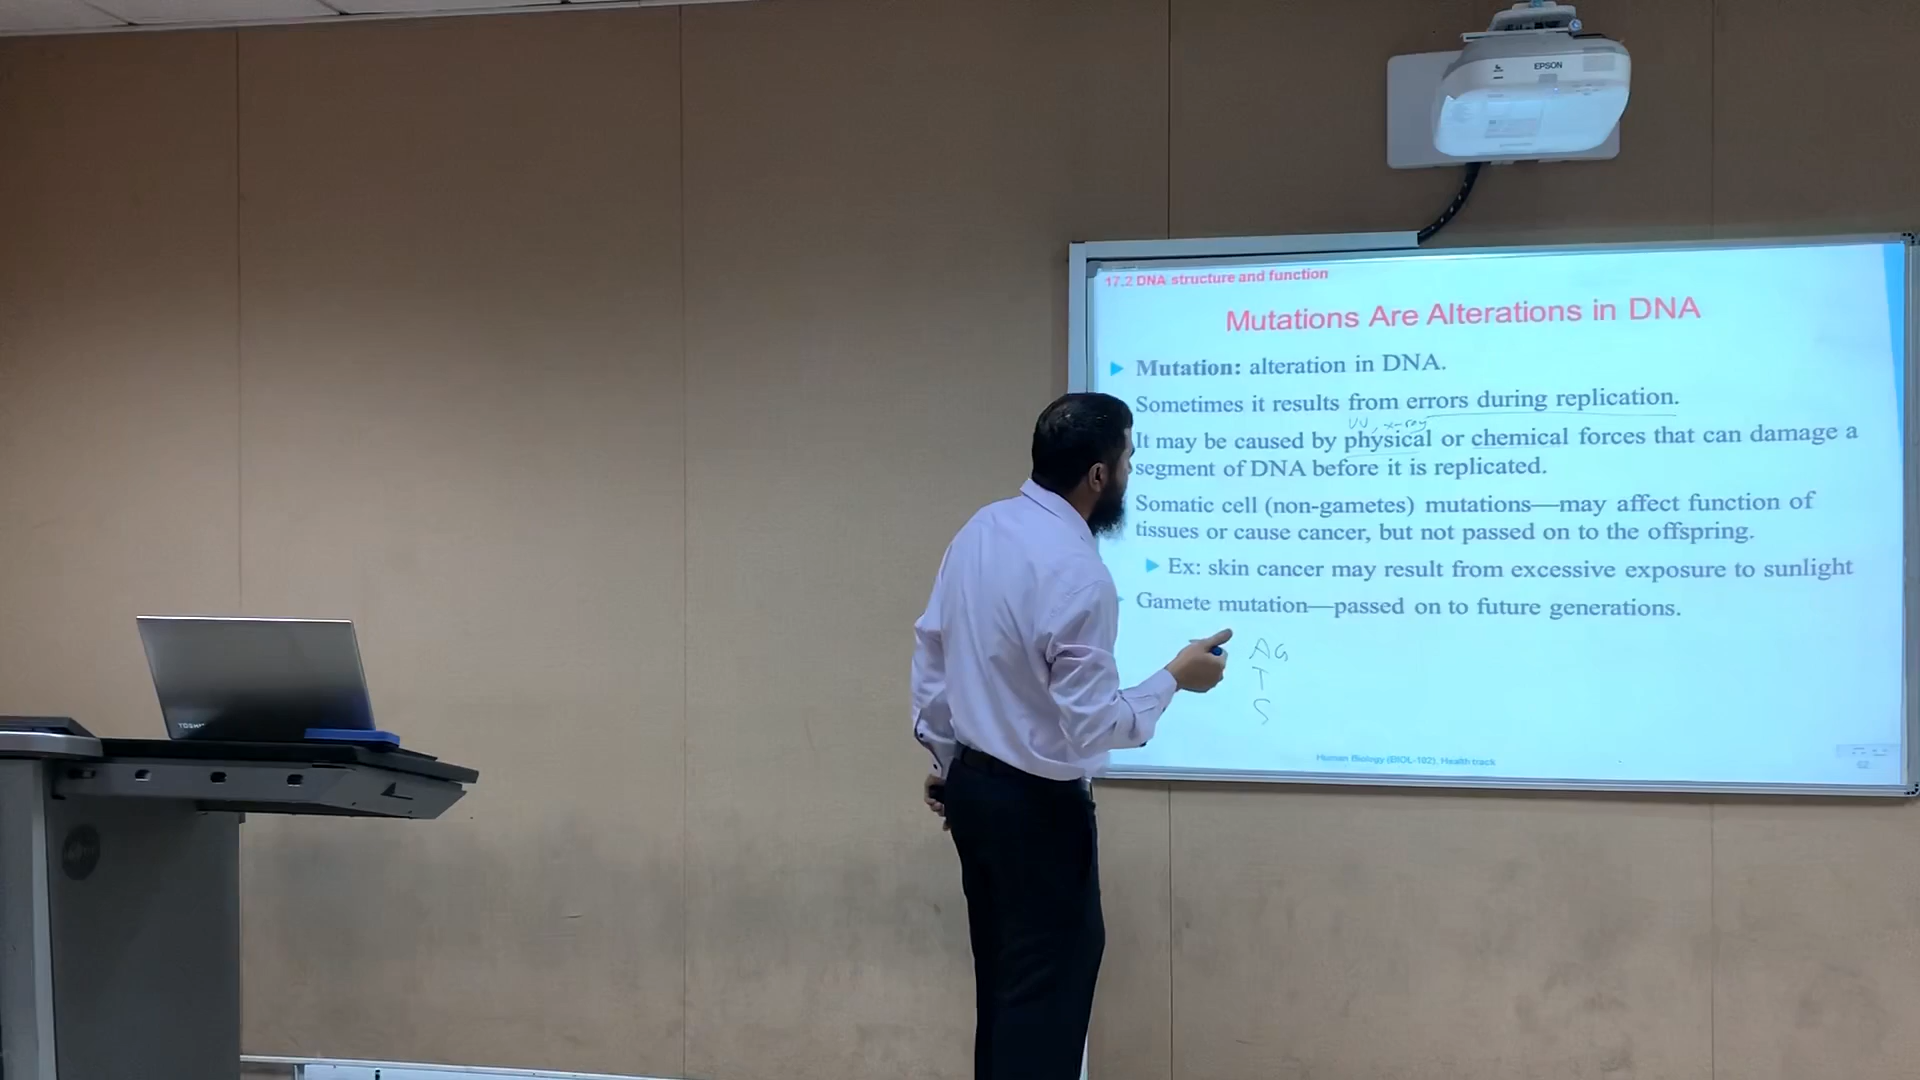 EPSON
17.2 DNA structure and function
Mutations Are Alterations in DNA
Mutation: alteration in DNA.
Sometimes it results from errors during replication.
UV, x-ray
It may be caused by physical or chemical forces that can damage a
segment of DNA before it is replicated.
Somatic cell (non-gametes) mutations—may affect function of
tissues or cause cancer, but not passed on to the offspring.
Ex: skin cancer may result from excessive exposure to sunlight
Gamete mutation—passed on to future generations.
AG
T
Human Biology (BIOL-102), Health track